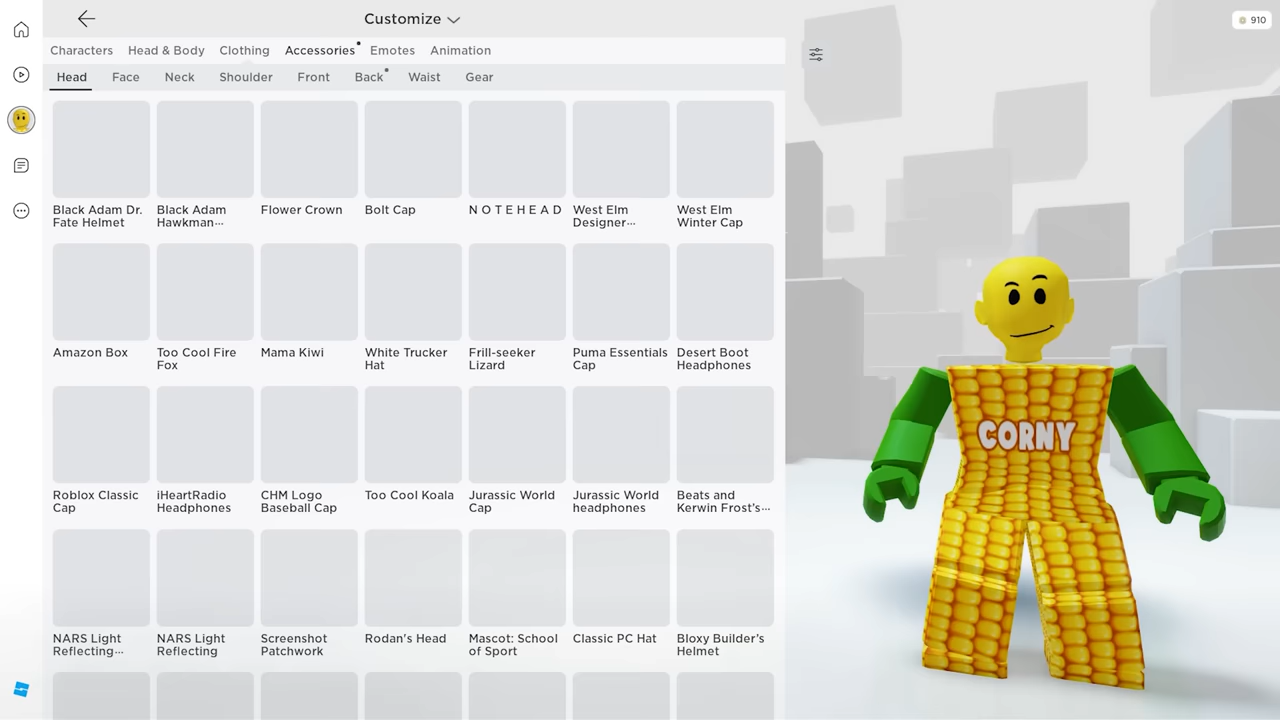 Customize
910
Characters Head & Body Clothing Accessories Emotes Animation
Head Face Neck Shoulder Front Back Waist Gear
Black Adam Dr.
Fate Helmet
Black Adam
Hawkman...
Flower Crown
Bolt Cap
N O T E H E A D
West Elm
Designer...
West Elm
Winter Cap
Amazon Box
Too Cool Fire
Fox
Mama Kiwi
White Trucker
Hat
Frill-seeker
Lizard
Puma Essentials
Cap
Desert Boot
Headphones
Roblox Classic
Cap
iHeartRadio
Headphones
CHM Logo
Baseball Cap
Too Cool Koala
Jurassic World
Cap
Jurassic World
headphones
Beats and
Kerwin Frost's...
NARS Light
Reflecting...
NARS Light
Reflecting
Screenshot
Patchwork
Rodan's Head
Mascot: School
of Sport
Classic PC Hat
Bloxy Builder's
Helmet
CORNY